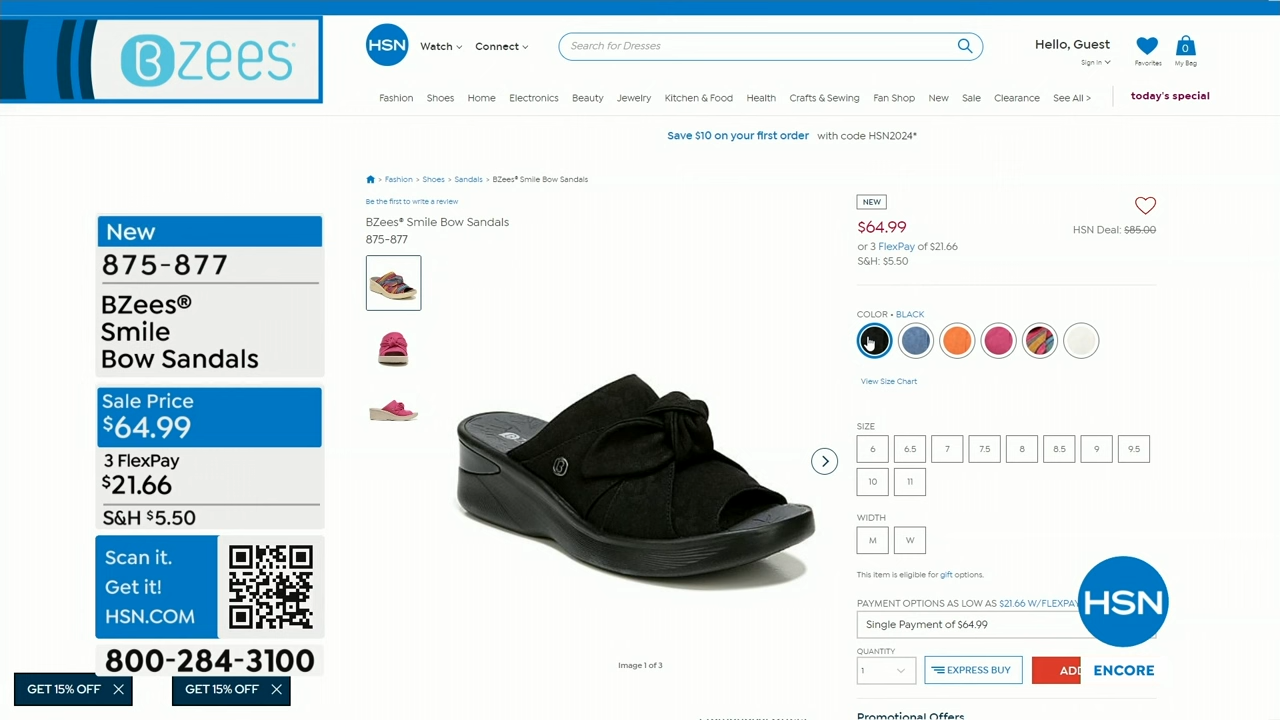 Bzees
HSN
Watch
Connect
Search for Dresses
Hello, Guest
Sign In
Favorites
0
My Bag
Fashion Shoes Home Electronics Beauty Jewelry Kitchen & Food Health Crafts & Sewing Fan Shop New Sale Clearance See All > today's special
Save $10 on your first order with code HSN2024*
> Fashion > Shoes > Sandals > BZees® Smile Bow Sandals
Be the first to write a review
BZees® Smile Bow Sandals
875-877
NEW
$64.99
HSN Deal: $85.00
or 3 FlexPay of $21.66
S&H: $5.50
COLOR • BLACK
View Size Chart
SIZE
6 6.5 7 7.5 8 8.5 9 9.5
10 11
WIDTH
M W
This item is eligible for gift options.
PAYMENT OPTIONS AS LOW AS $21.66 W/FLEXPAY
Single Payment of $64.99
QUANTITY
1
EXPRESS BUY
ADD
Promotional Offers
Image 1 of 3
New
875-877
BZees®
Smile
Bow Sandals
Sale Price
$64.99
3 FlexPay
$21.66
S&H $5.50
Scan it.
Get it!
HSN.COM
800-284-3100
GET 15% OFF
GET 15% OFF
HSN
ENCORE